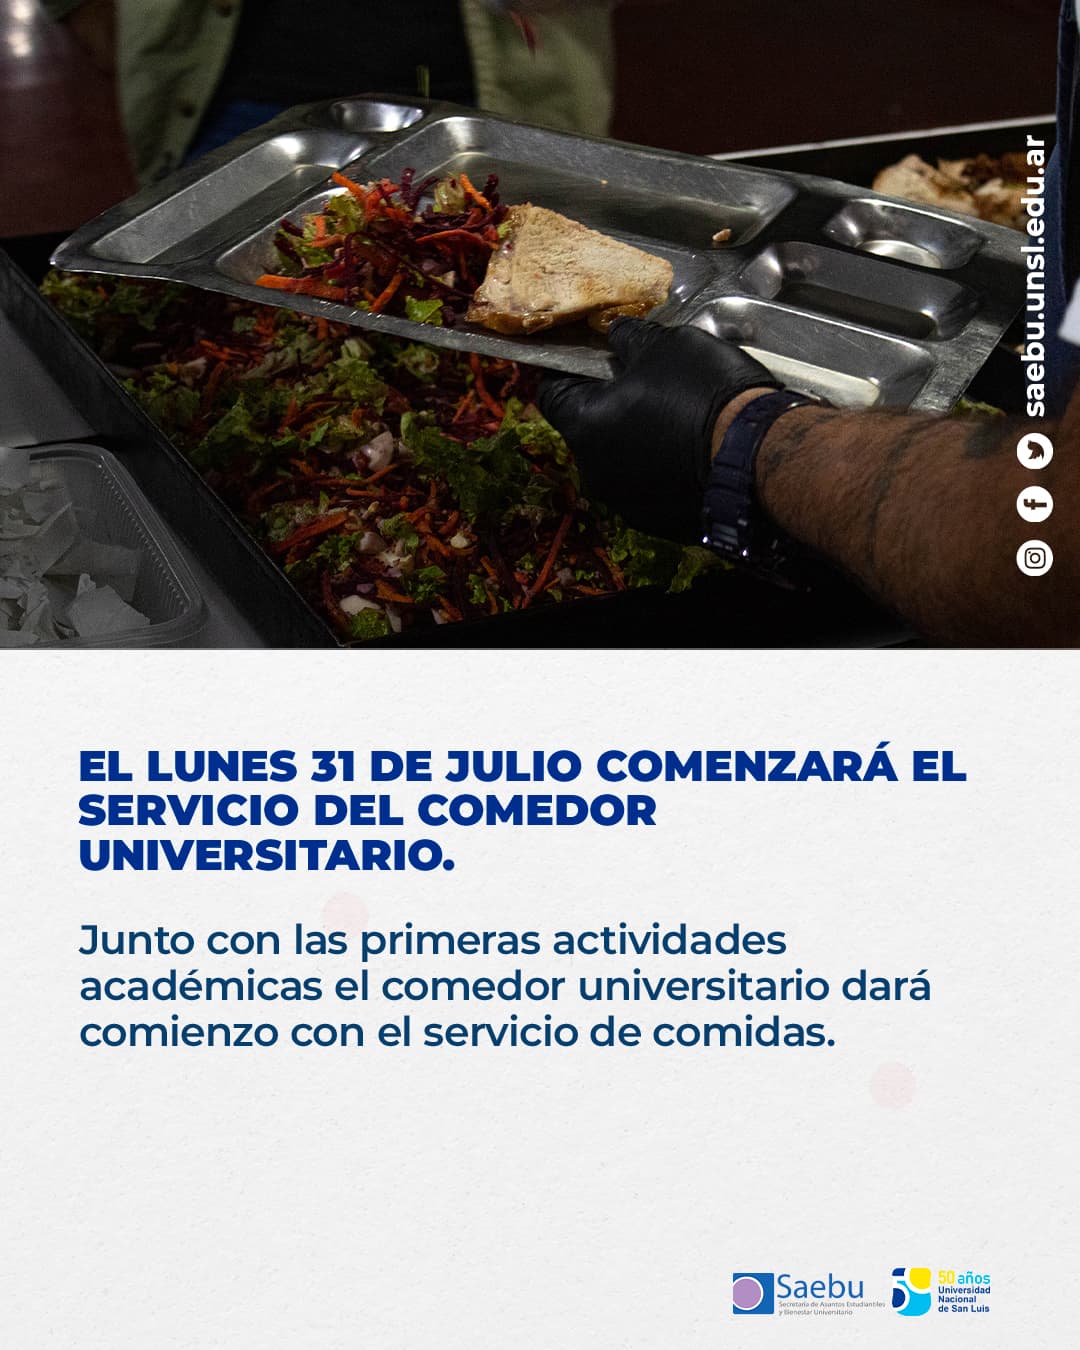 saebu.unsl.edu.ar
EL LUNES 31 DE JULIO COMENZARÁ EL
SERVICIO DEL COMEDOR
UNIVERSITARIO.
Junto con las primeras actividades
académicas el comedor universitario dará
comienzo con el servicio de comidas.
Saebu
Secretaría de Asuntos Estudiantiles
y Bienestar Universitario
50 años
Universidad
Nacional
de San Luis